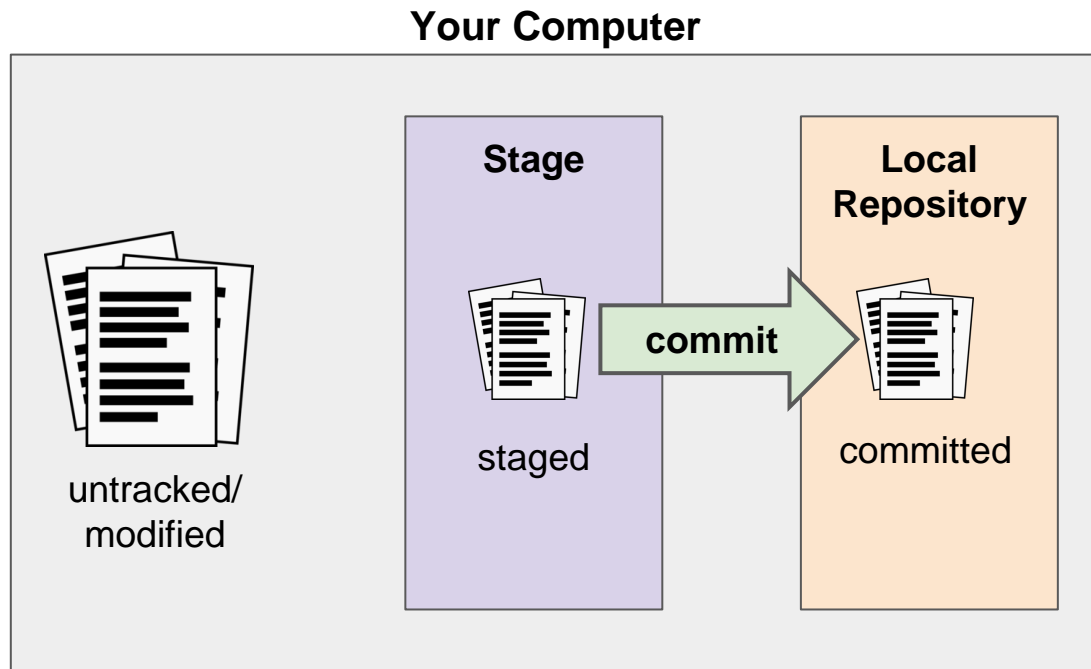 Your Computer
Stage
Local
Repository
commit
staged
committed
untracked/
modified